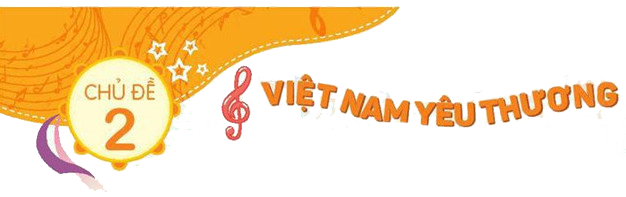 CHỦ ĐỀ
2
VIỆT NAM YÊU THƯƠNG